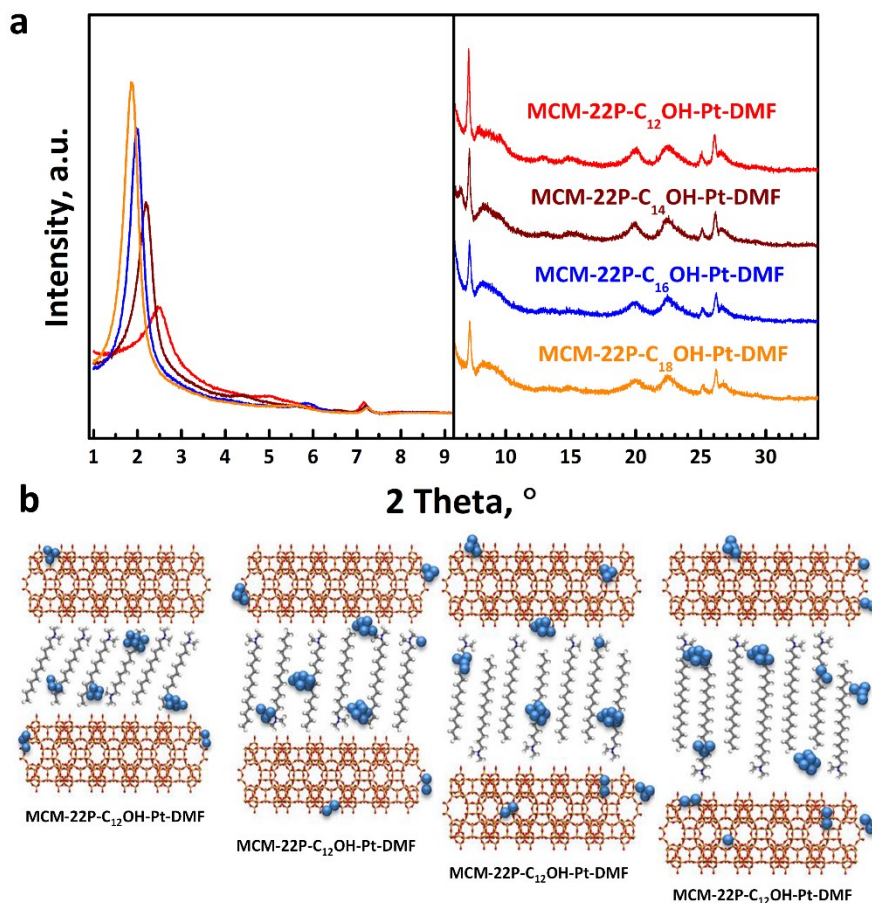 a
Intensity, a.u.
MCM-22P-C₁₂OH-Pt-DMF
MCM-22P-C₁₄OH-Pt-DMF
MCM-22P-C₁₆OH-Pt-DMF
MCM-22P-C₁₈OH-Pt-DMF
1 2 3 4 5 6 7 8 9 10 15 20 25 30
2 Theta, °
b
MCM-22P-C₁₂OH-Pt-DMF
MCM-22P-C₁₂OH-Pt-DMF
MCM-22P-C₁₂OH-Pt-DMF
MCM-22P-C₁₂OH-Pt-DMF